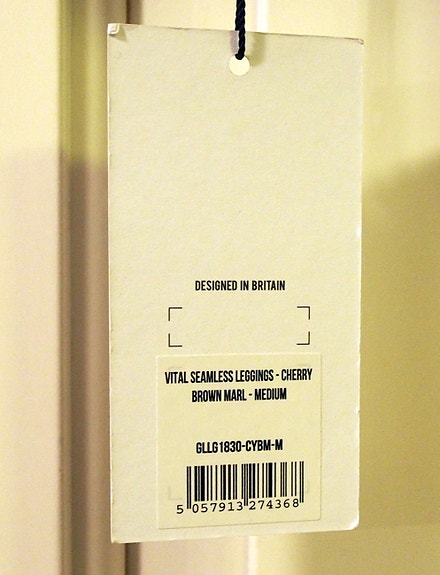 DESIGNED IN BRITAIN
VITAL SEAMLESS LEGGINGS - CHERRY
BROWN MARL - MEDIUM
GLLG1830-CYBM-M
5 057913 274368